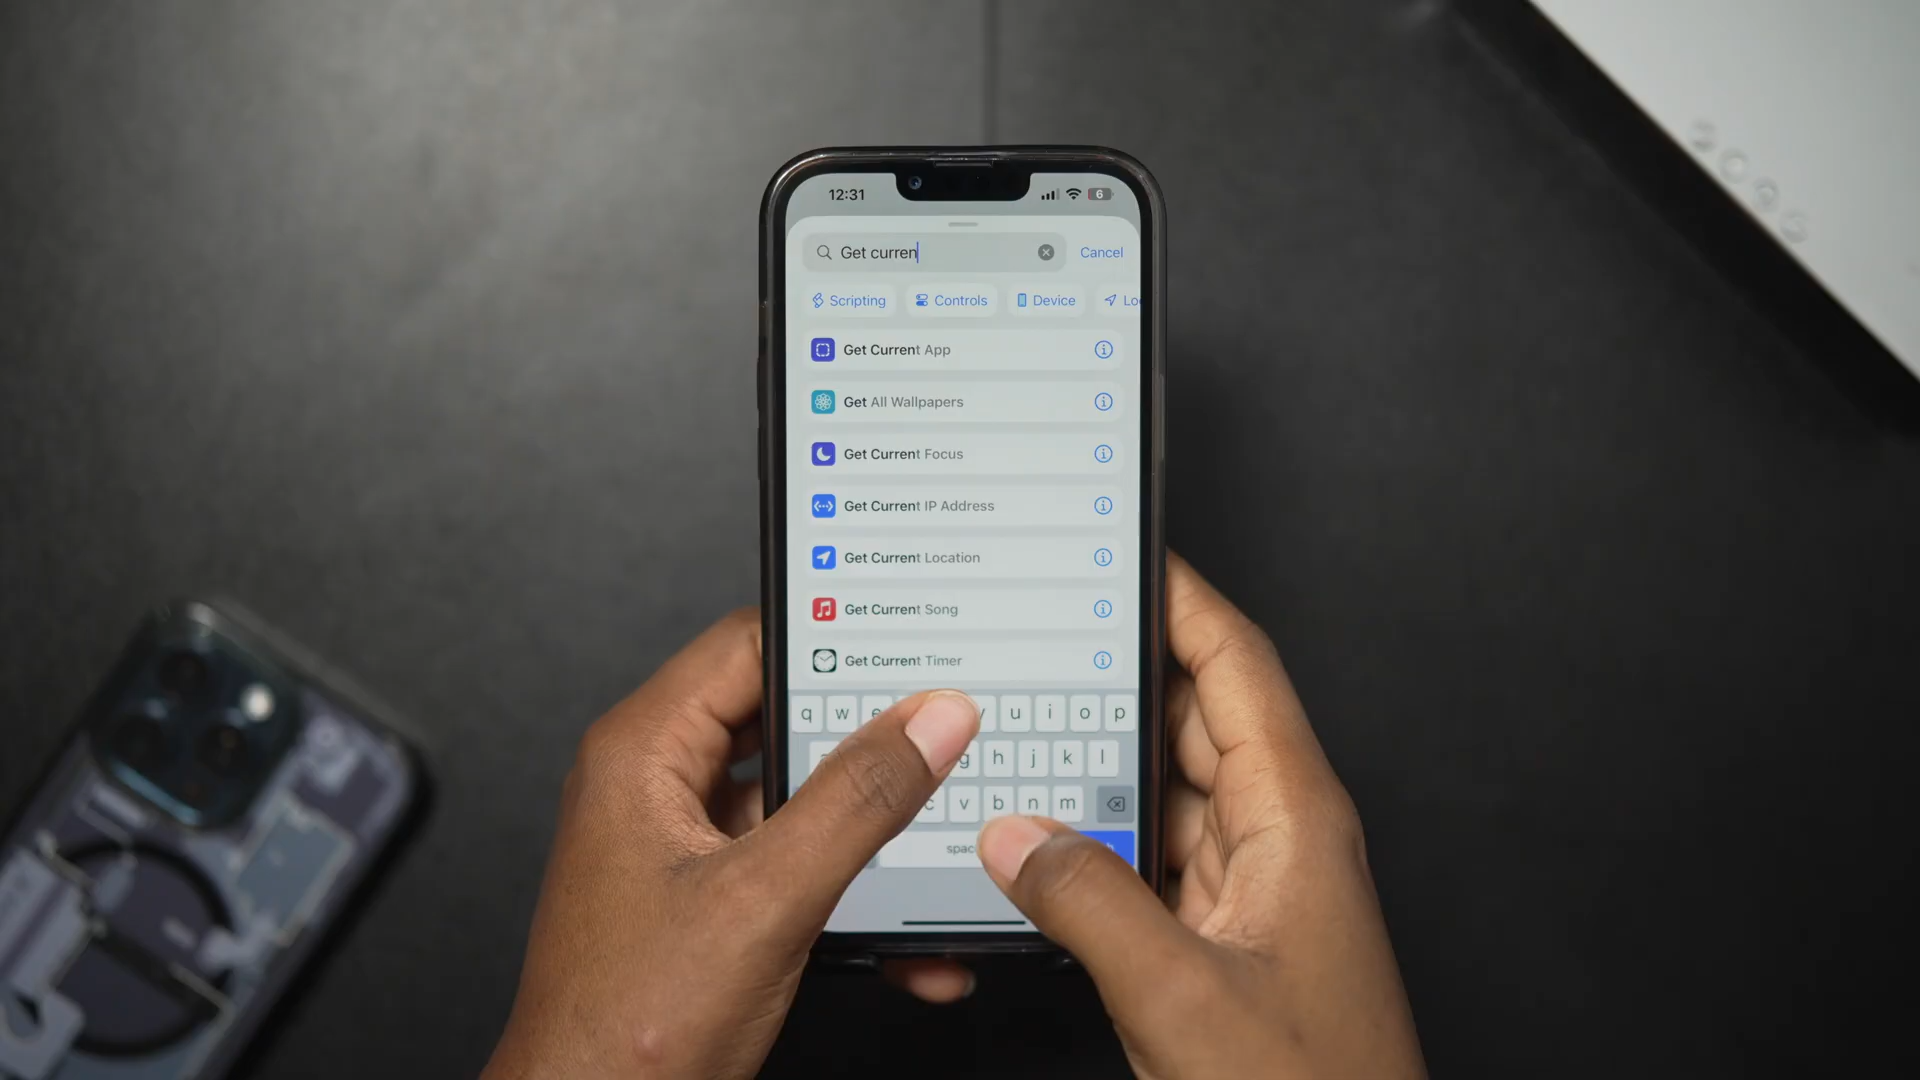 12:31
6
Get curren
Cancel
Scripting
Controls
Device
Get Current App
Get All Wallpapers
Get Current Focus
Get Current IP Address
Get Current Location
Get Current Song
Get Current Timer
q w e u i o p
g h j k l
c v b n m